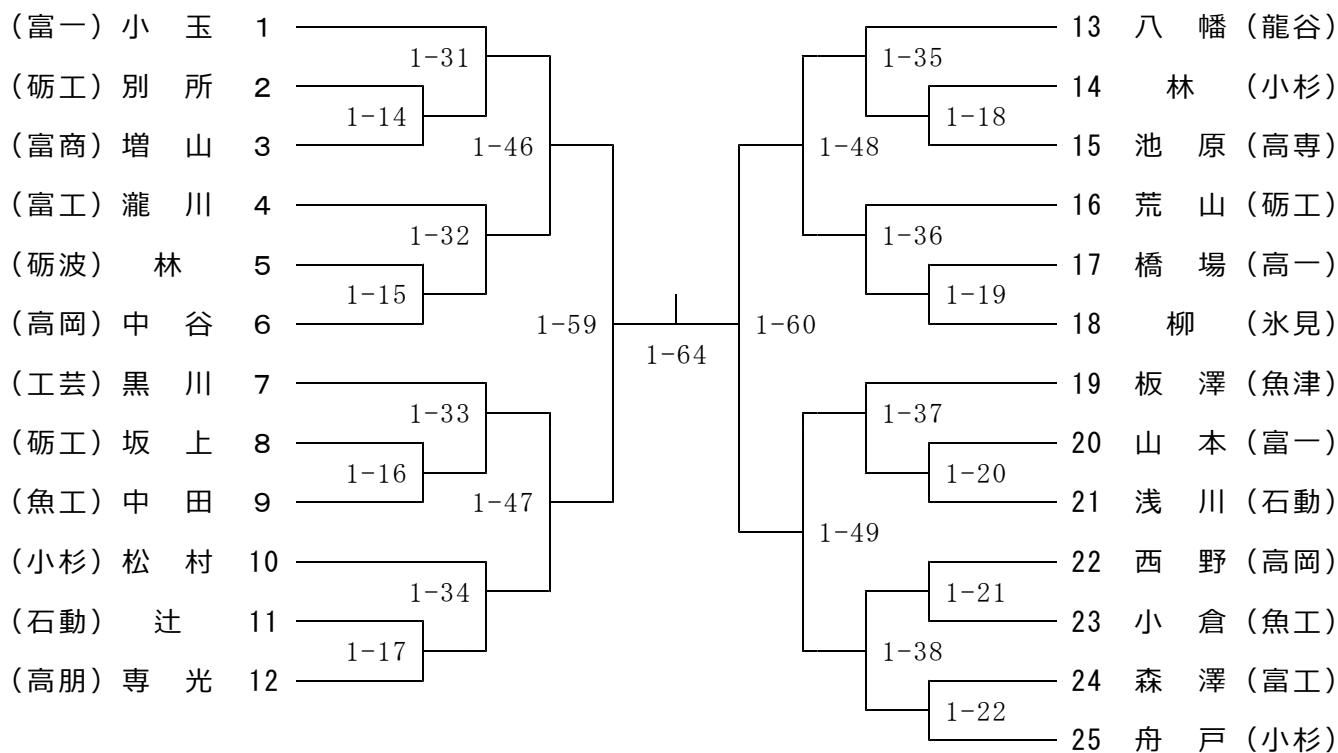 (富一) 小 玉 1
(砺工) 別 所 2
(富商) 増 山 3
(富工) 瀧 川 4
(砺波) 林 5
(高岡) 中 谷 6
(工芸) 黒 川 7
(砺工) 坂 上 8
(魚工) 中 田 9
(小杉) 松 村 10
(石動) 辻 11
(高朋) 専 光 12
1-14
1-15
1-16
1-17
1-31
1-32
1-33
1-34
1-46
1-47
1-59
1-64
1-60
1-48
1-49
1-35
1-36
1-37
1-38
1-18
1-19
1-20
1-21
1-22
13 八 幡 (龍谷)
14 林 (小杉)
15 池 原 (高専)
16 荒 山 (砺工)
17 橋 場 (高一)
18 柳 (氷見)
19 板 澤 (魚津)
20 山 本 (富一)
21 浅 川 (石動)
22 西 野 (高岡)
23 小 倉 (魚工)
24 森 澤 (富工)
25 舟 戸 (小杉)